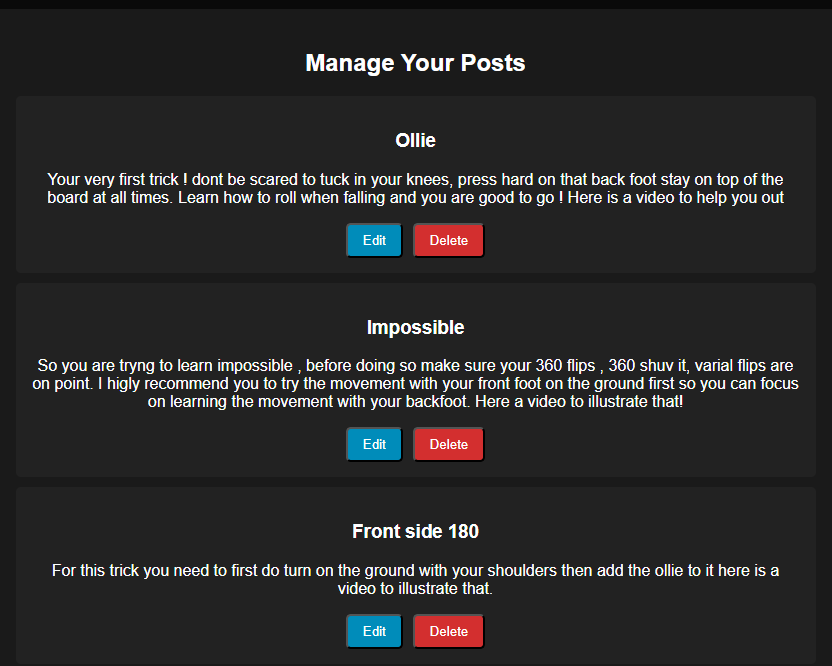 Manage Your Posts
Ollie
Your very first trick ! dont be scared to tuck in your knees, press hard on that back foot stay on top of the
board at all times. Learn how to roll when falling and you are good to go ! Here is a video to help you out
Edit Delete
Impossible
So you are tryng to learn impossible , before doing so make sure your 360 flips , 360 shuv it, varial flips are
on point. I higly recommend you to try the movement with your front foot on the ground first so you can focus
on learning the movement with your backfoot. Here a video to illustrate that!
Edit Delete
Front side 180
For this trick you need to first do turn on the ground with your shoulders then add the ollie to it here is a
video to illustrate that.
Edit Delete